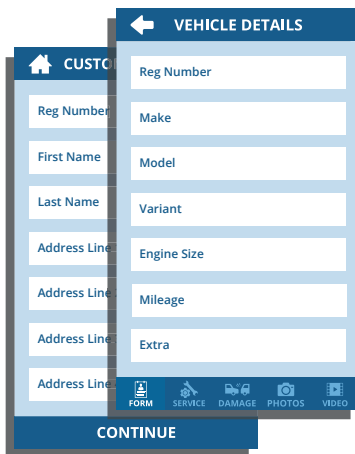 VEHICLE DETAILS
Reg Number
Make
Model
Variant
Engine Size
Mileage
Extra
FORM SERVICE DAMAGE PHOTOS VIDEO
Reg Number
First Name
Last Name
Address Line
Address Line
Address Line
Address Line
CONTINUE